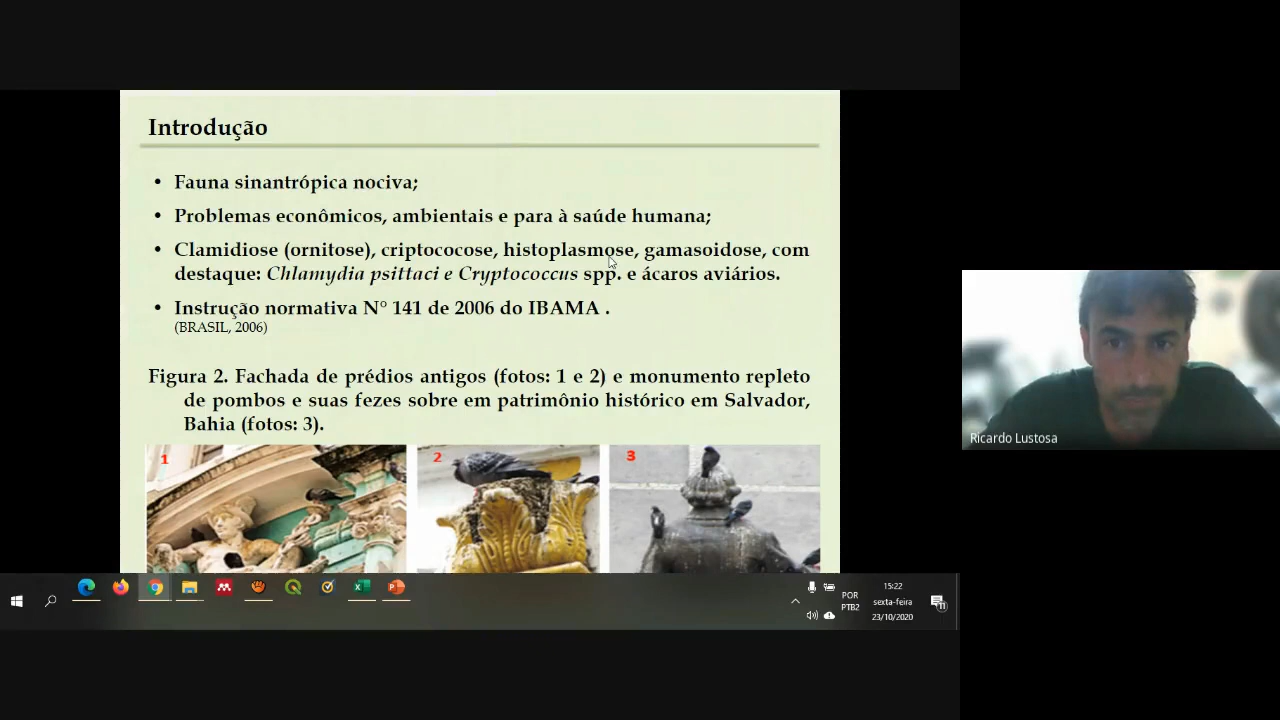 Introdução
• Fauna sinantrópica nociva;
• Problemas econômicos, ambientais e para à saúde humana;
• Clamidiose (ornitose), criptococose, histoplasmose, gamasoidose, com
destaque: Chlamydia psittaci e Cryptococcus spp. e ácaros aviários.
• Instrução normativa N° 141 de 2006 do IBAMA .
(BRASIL, 2006)
Figura 2. Fachada de prédios antigos (fotos: 1 e 2) e monumento repleto
de pombos e suas fezes sobre em patrimônio histórico em Salvador,
Bahia (fotos: 3).
1
2
3
Ricardo Lustosa
POR
PTB2
15:22
sexta-feira
23/10/2020
11